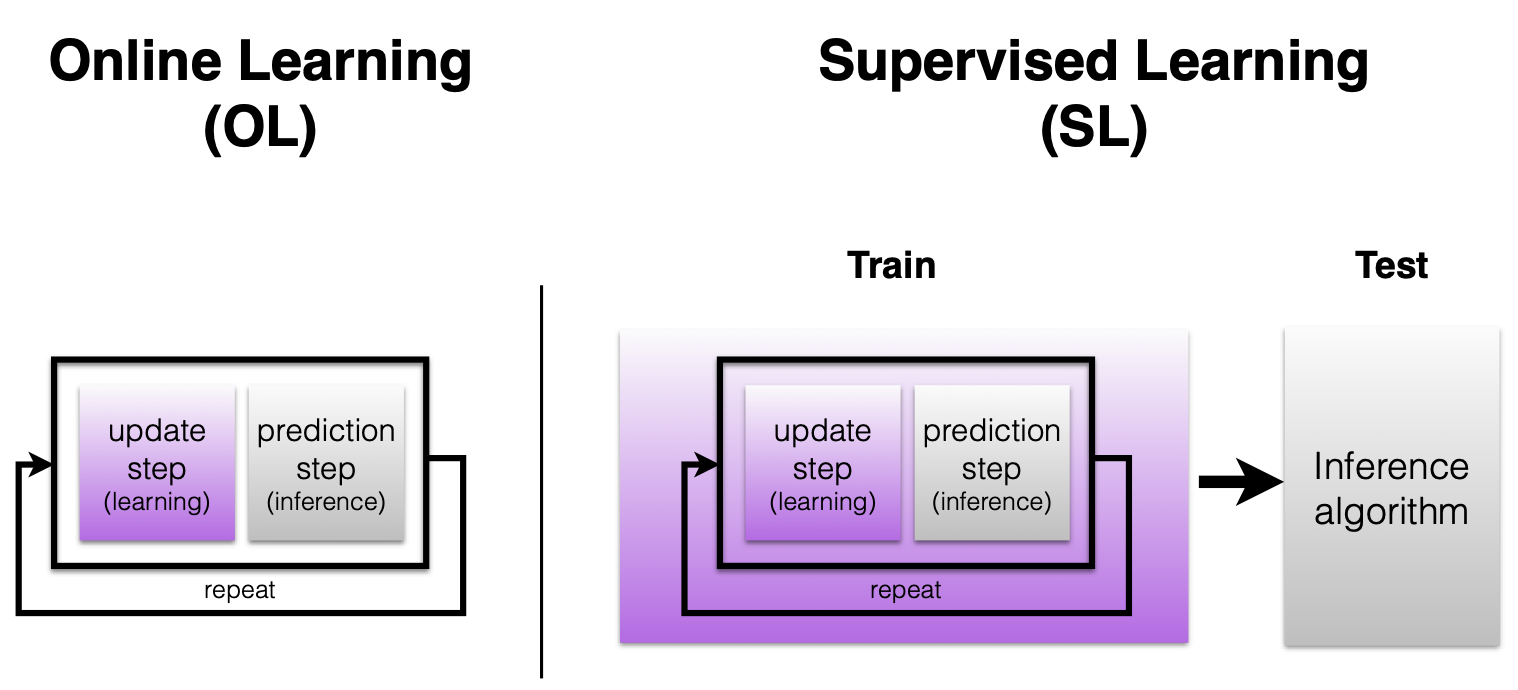 Online Learning
(OL)
update
step
(learning)
prediction
step
(inference)
repeat
Supervised Learning
(SL)
Train
update
step
(learning)
prediction
step
(inference)
repeat
Test
Inference
algorithm